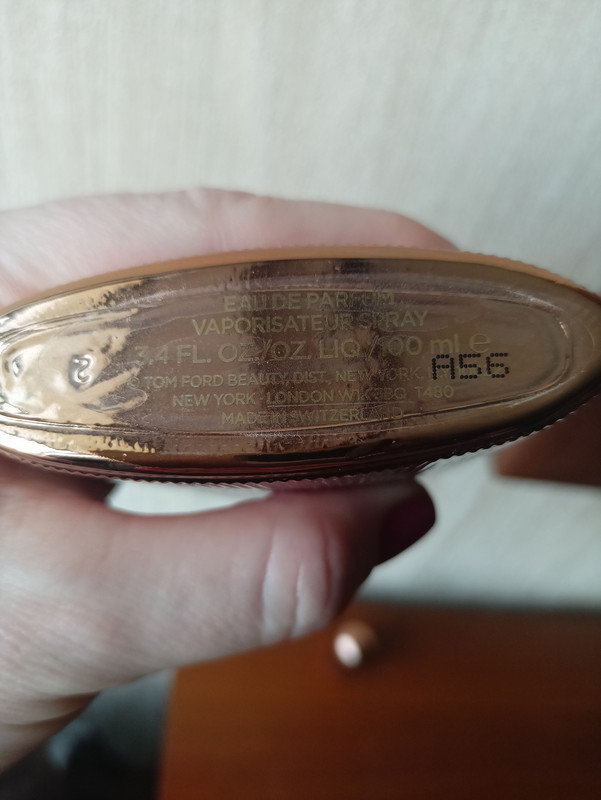 EAU DE PARFUM
VAPORISATEUR SPRAY
3.4 FL. OZ./OZ. LIQ./100 ml e
© TOM FORD BEAUTY, DIST., NEW YORK,
A56
NEW YORK · LONDON W1K 3BQ T480
MADE IN SWITZERLAND